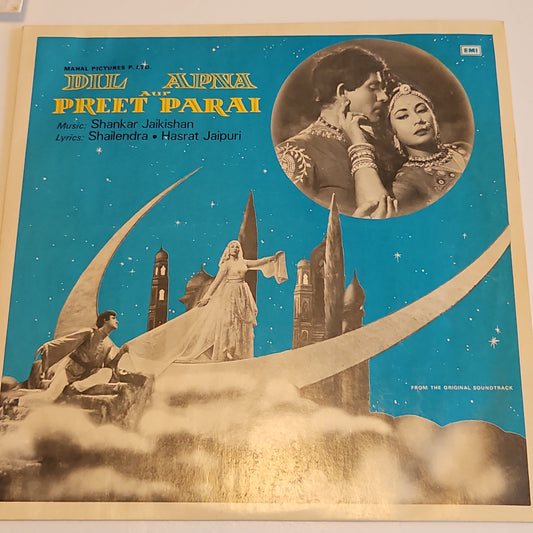 MAHAL PICTURES P. LTD.
DIL APNA
AUR
PREET PARAI
Music: Shankar Jaikishan
Lyrics: Shailendra • Hasrat Jaipuri
EMI
FROM THE ORIGINAL SOUNDTRACK